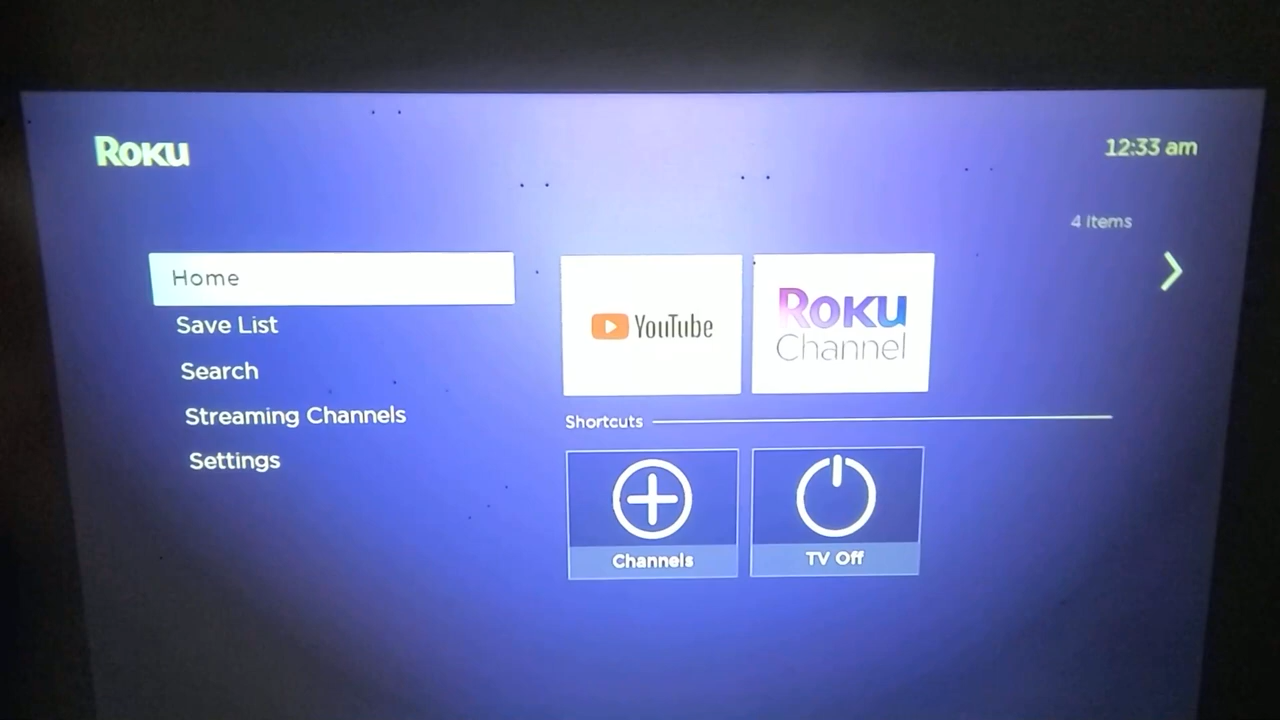 Roku
12:33 am
4 Items
Home
Save List
Search
Streaming Channels
Settings
YouTube
Roku
Channel
Shortcuts
Channels
TV Off